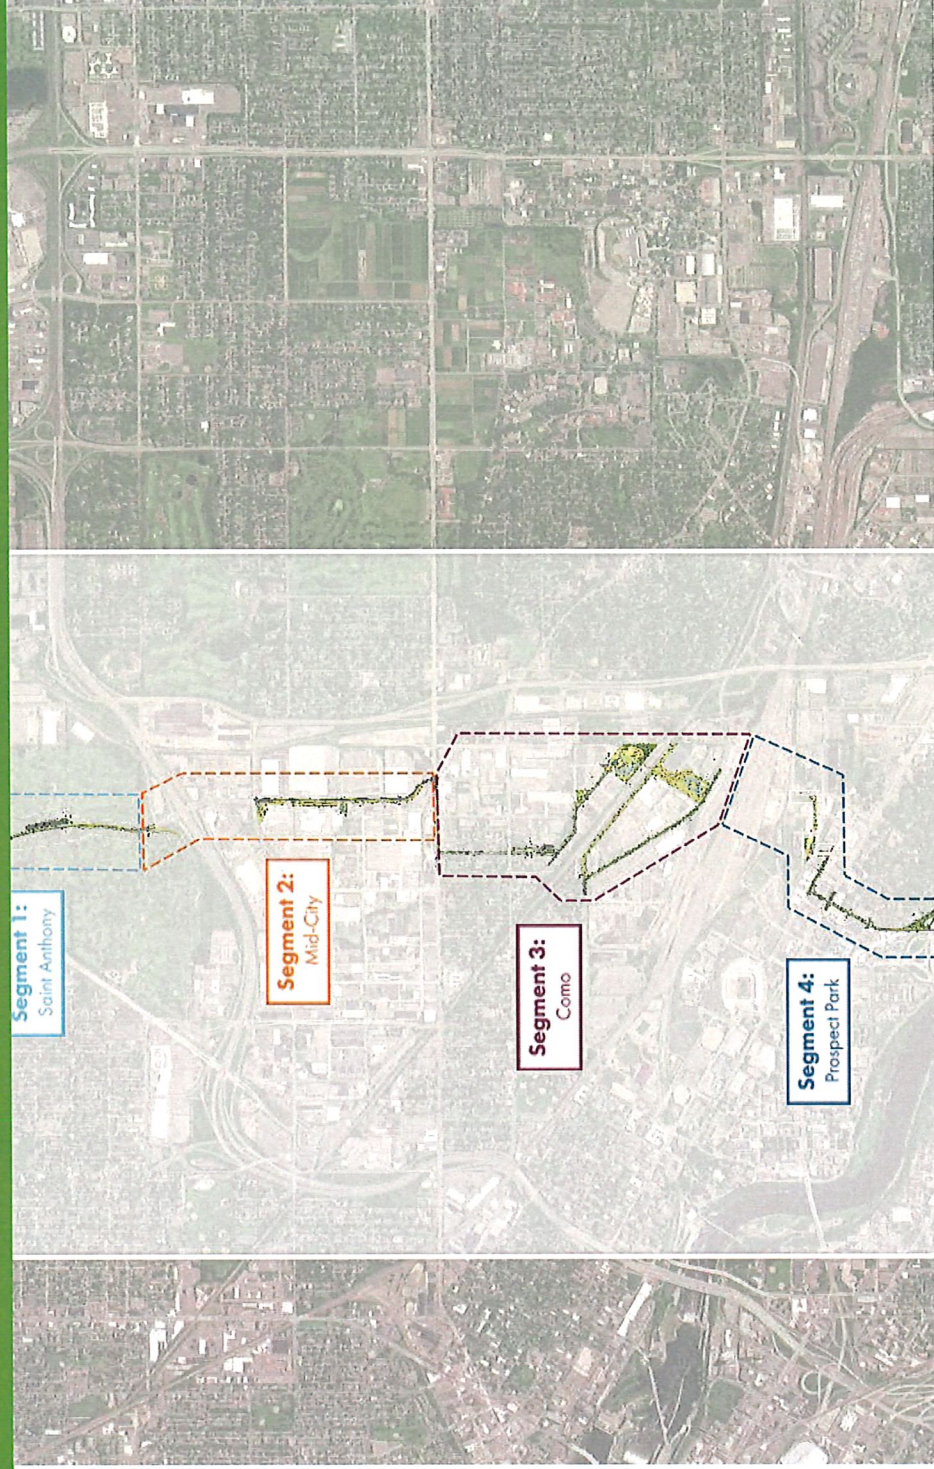 Segment 1:
Saint Anthony
Segment 2:
Mid-City
Segment 3:
Como
Segment 4:
Prospect Park